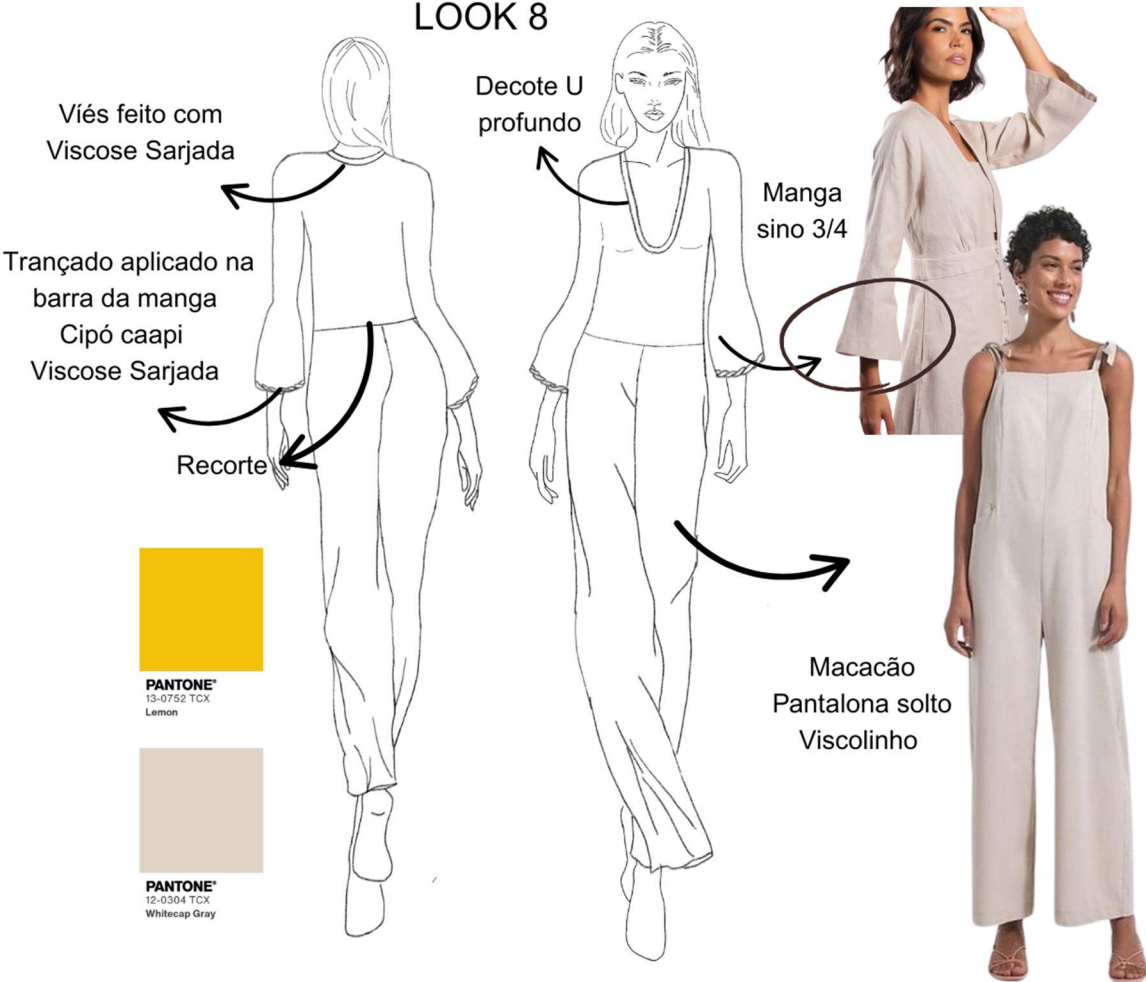 LOOK 8
Víés feito com
Viscose Sarjada
Decote U
profundo
Manga
sino 3/4
Trançado aplicado na
barra da manga
Cipó caapi
Viscose Sarjada
Recorte
PANTONE®
13-0752 TCX
Lemon
Macacão
Pantalona solto
Viscolinho
PANTONE®
12-0304 TCX
Whitecap Gray